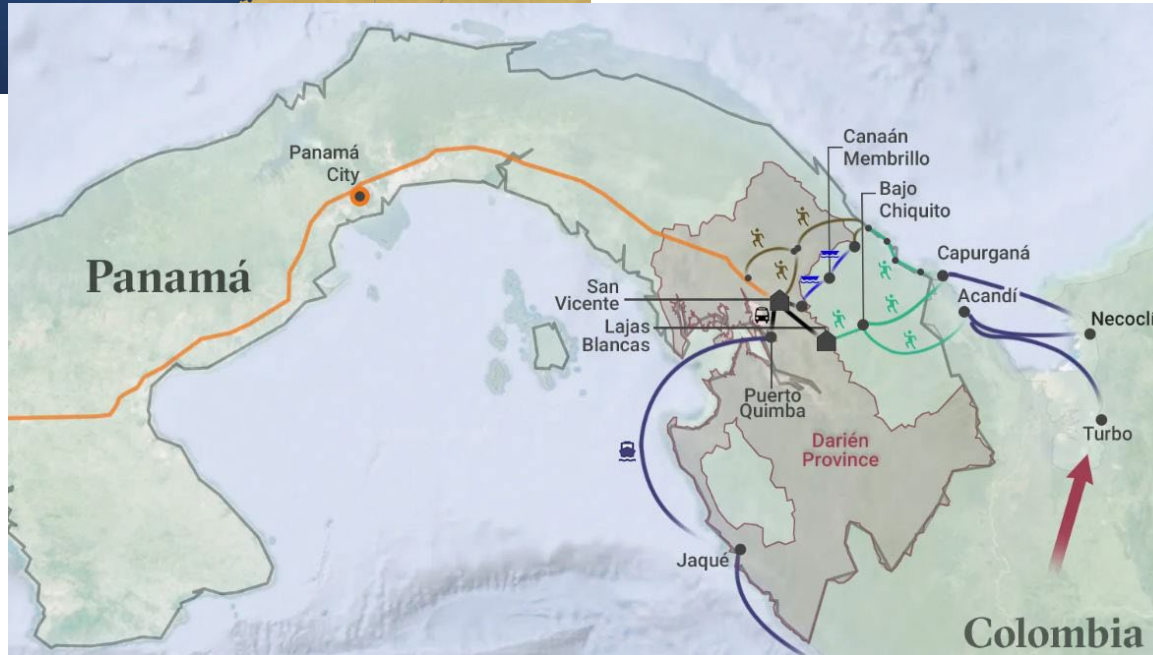 Panamá
City
Panamá
Canaán
Membrillo
Bajo
Chiquito
Capurganá
Acandí
Necoclí
San
Vicente
Lajas
Blancas
Puerto
Quimba
Darién
Province
Turbo
Jaqué
Colombia